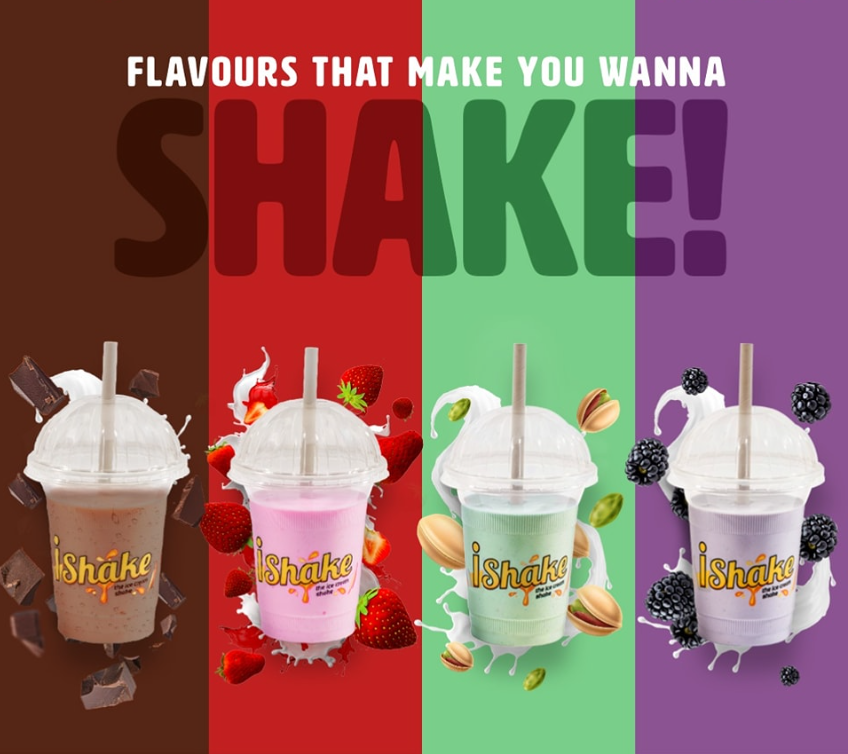 FLAVOURS THAT MAKE YOU WANNA
SHAKE!
iShake
the ice cream
shake
iShake
the ice cream
shake
iShake
the ice cream
shake
iShake
the ice cream
shake